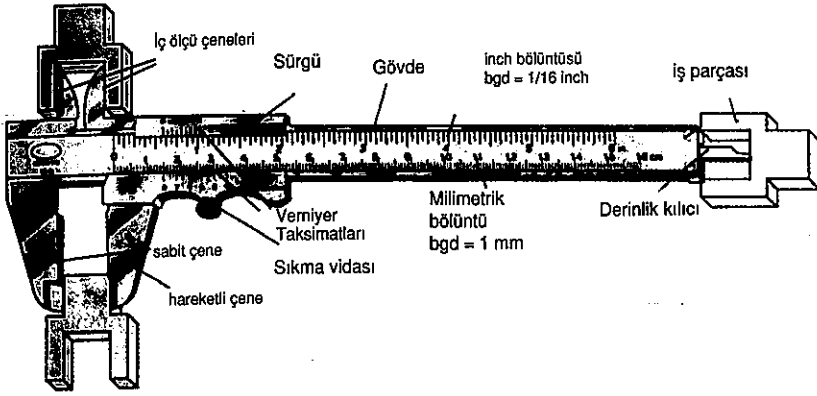 İç ölçü çeneleri
Sürgü
Gövde
inch bölüntüsü
bgd = 1/16 inch
iş parçası
Verniyer
Taksimatları
Sıkma vidası
Milimetrik
bölüntü
bgd = 1 mm
Derinlik kılıcı
sabit çene
hareketli çene